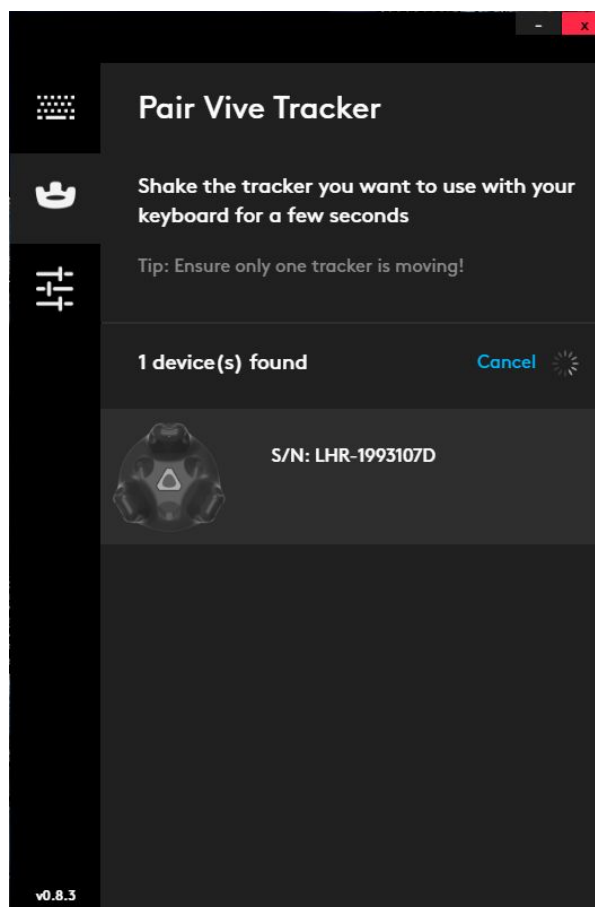 Pair Vive Tracker
Shake the tracker you want to use with your
keyboard for a few seconds
Tip: Ensure only one tracker is moving!
1 device(s) found
Cancel
S/N: LHR-1993107D
v0.8.3